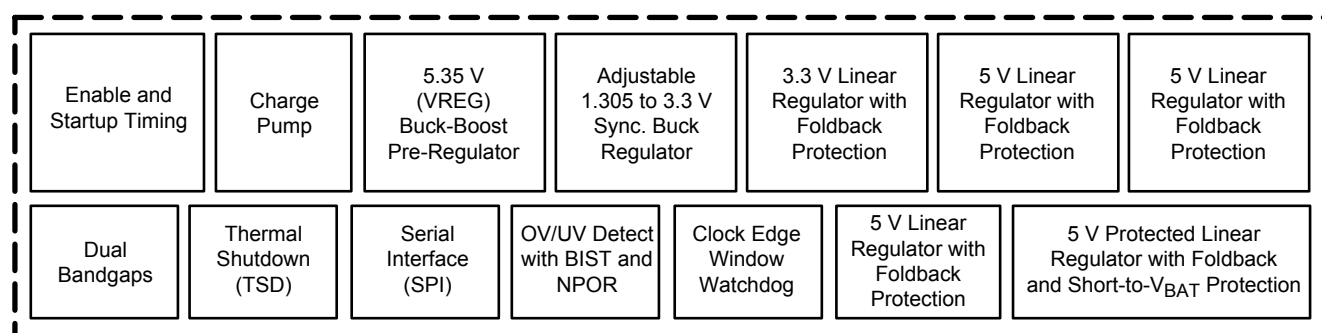 Enable and
Startup Timing
Charge
Pump
5.35 V
(VREG)
Buck-Boost
Pre-Regulator
Adjustable
1.305 to 3.3 V
Sync. Buck
Regulator
3.3 V Linear
Regulator with
Foldback
Protection
5 V Linear
Regulator with
Foldback
Protection
5 V Linear
Regulator with
Foldback
Protection
Dual
Bandgaps
Thermal
Shutdown
(TSD)
Serial
Interface
(SPI)
OV/UV Detect
with BIST and
NPOR
Clock Edge
Window
Watchdog
5 V Linear
Regulator with
Foldback
Protection
5 V Protected Linear
Regulator with Foldback
and Short-to-VBAT Protection